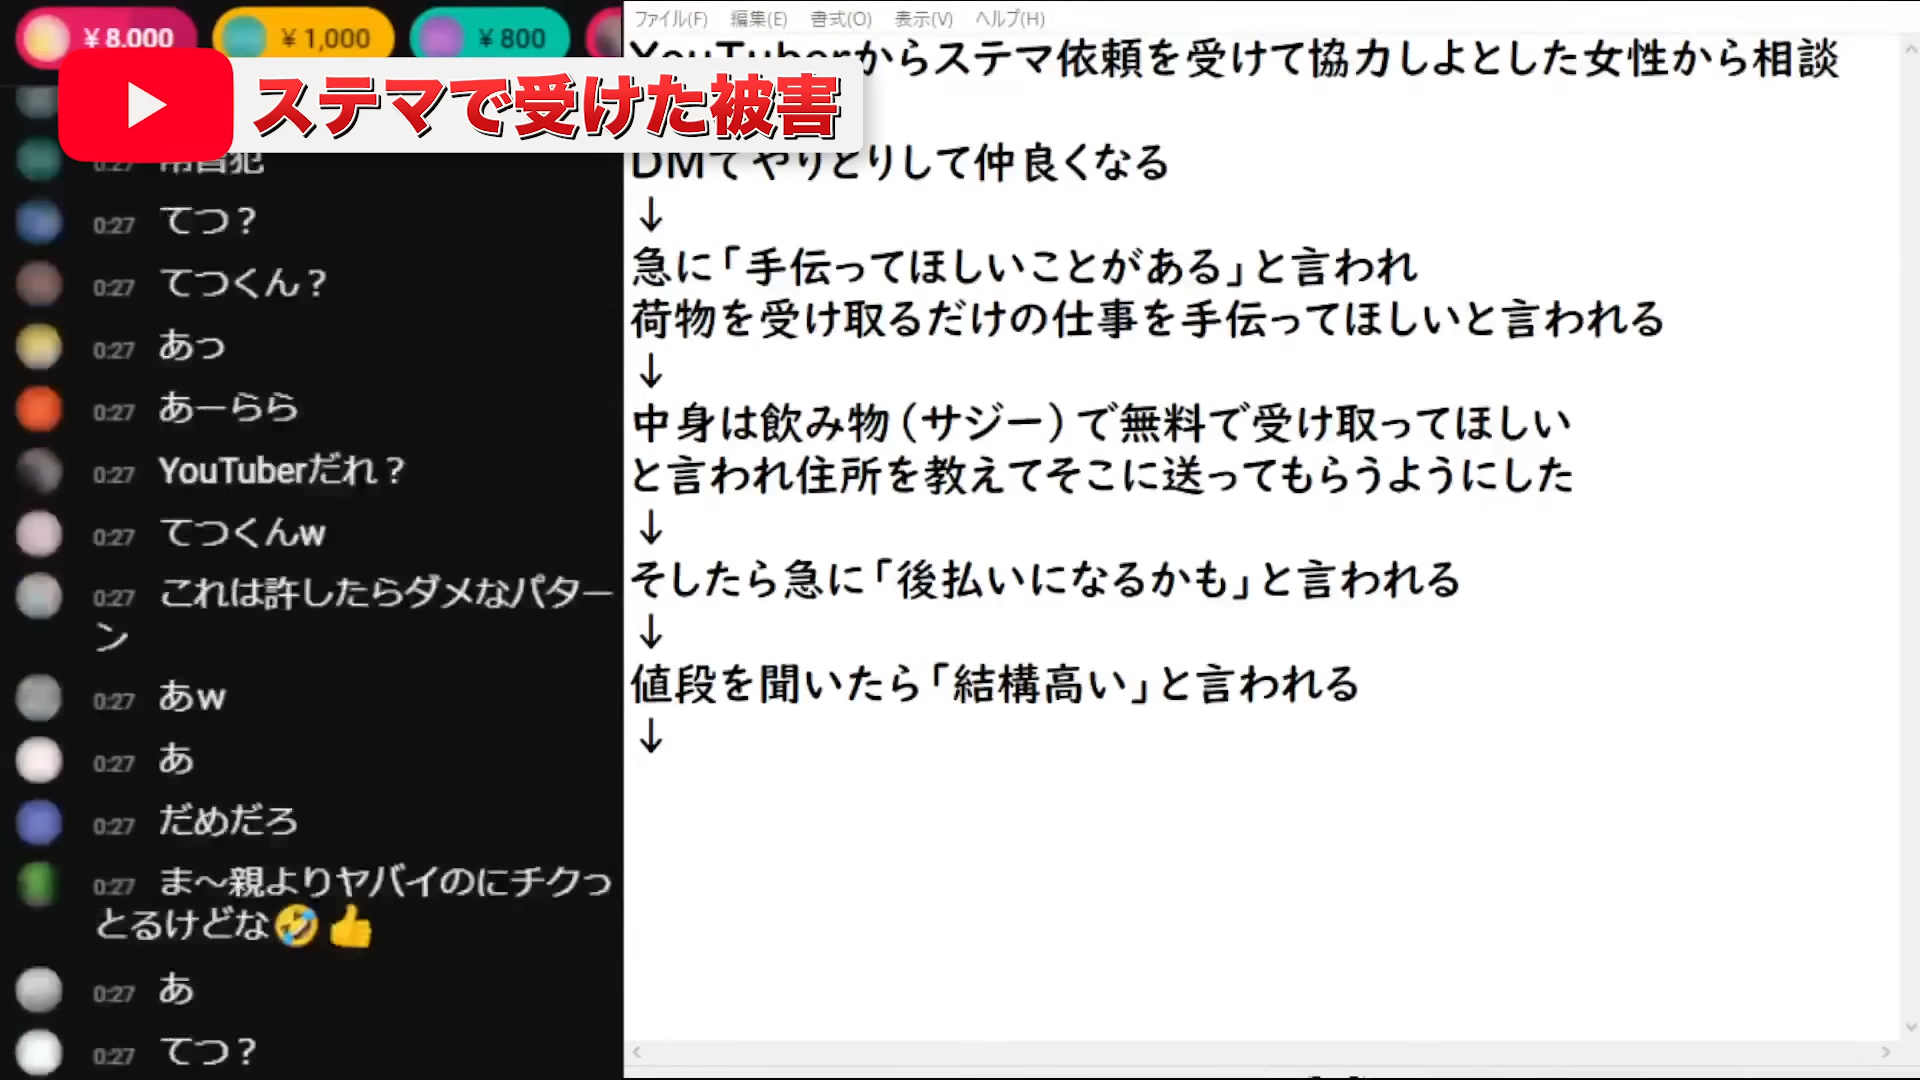 ¥ 8,000
¥ 1,000
¥ 800
ステマで受けた被害
0:27 てつ？
0:27 てつくん？
0:27 あっ
0:27 あーらら
0:27 YouTuberだれ？
0:27 てつくんw
0:27 これは許したらダメなパター
ン
0:27 あw
0:27 あ
0:27 だめだろ
0:27 ま〜親よりヤバイのにチクっ
とるけどな🤣👍
0:27 あ
0:27 てつ？
ファイル(F) 編集(E) 書式(O) 表示(V) ヘルプ(H)
YouTuberからステマ依頼を受けて協力しよとした女性から相談
DMでやりとりして仲良くなる
↓
急に「手伝ってほしいことがある」と言われ
荷物を受け取るだけの仕事を手伝ってほしいと言われる
↓
中身は飲み物（サジー）で無料で受け取ってほしい
と言われ住所を教えてそこに送ってもらうようにした
↓
そしたら急に「後払いになるかも」と言われる
↓
値段を聞いたら「結構高い」と言われる
↓